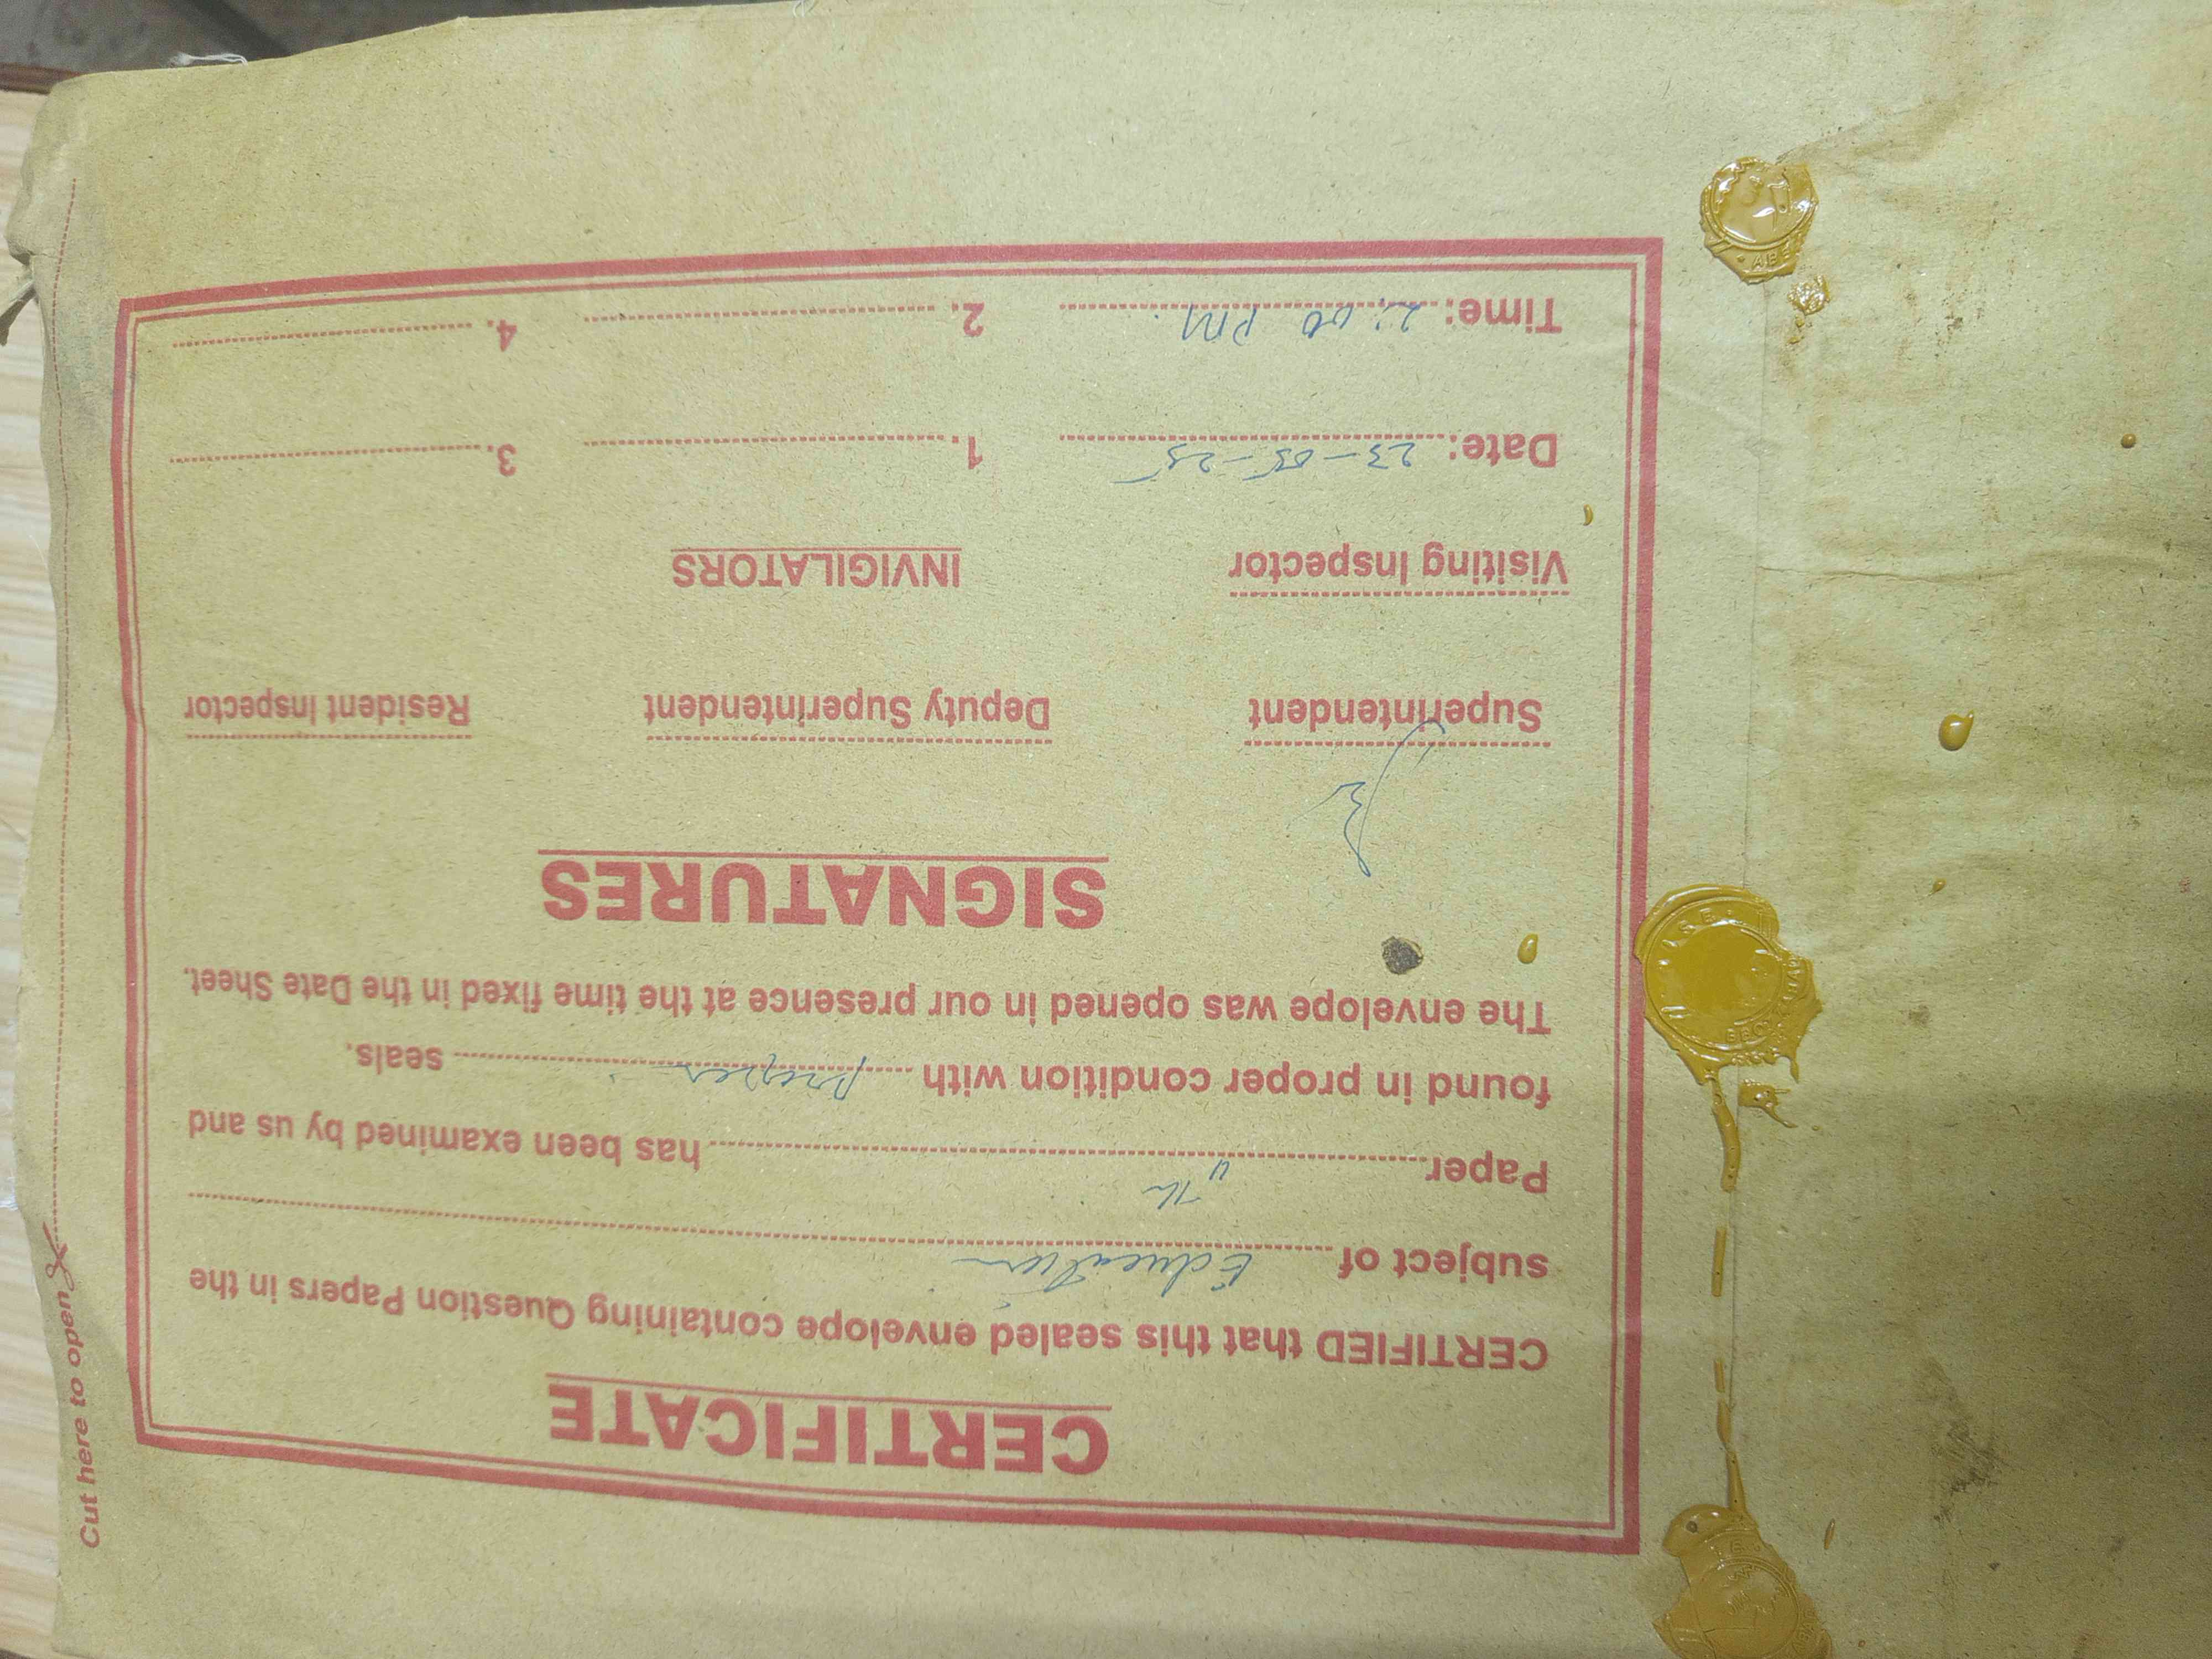 CERTIFICATE
CERTIFIED that this sealed envelope containing Question Papers in the
subject of Education
Paper 11th has been examined by us and
found in proper condition with proper seals.
The envelope was opened in our presence at the time fixed in the Date Sheet.
SIGNATURES
Superintendent Deputy Superintendent Resident Inspector
Visiting Inspector INVIGILATORS
Date: 23-05-25 1. 3.
Time: 2:00 PM. 2. 4.
Cut here to open